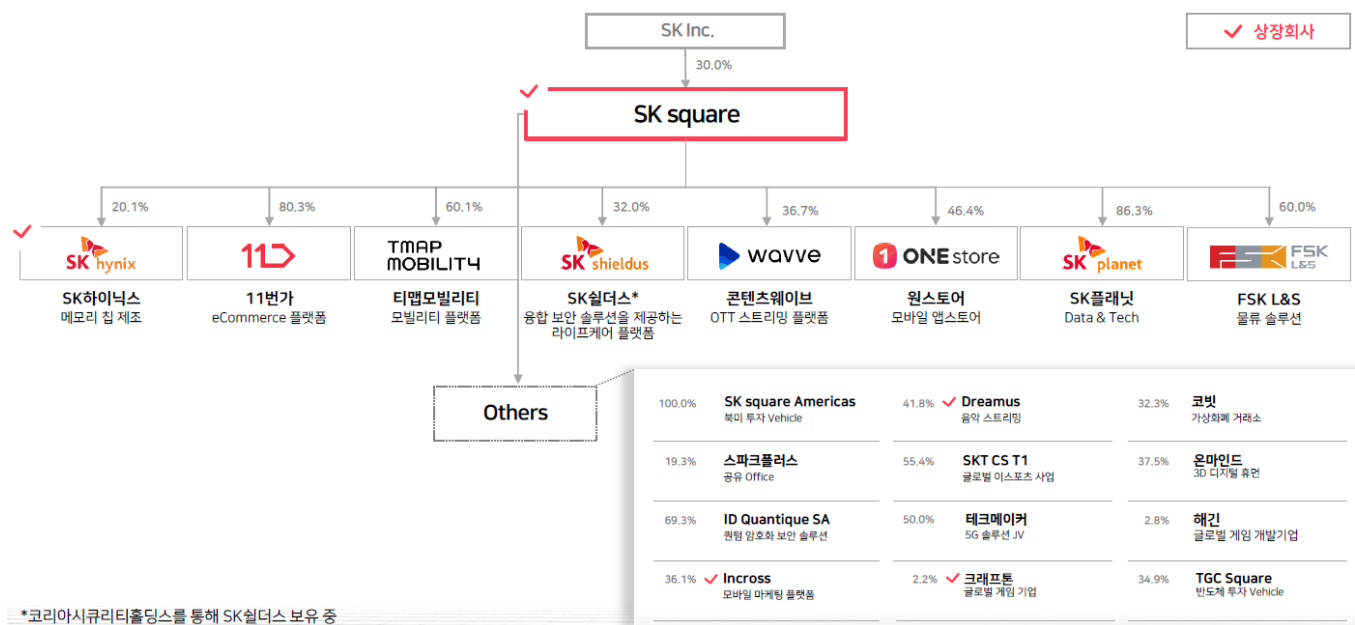 SK Inc.
상장회사
30.0%
SK square
20.1%
80.3%
60.1%
32.0%
36.7%
46.4%
86.3%
60.0%
SK hynix
11
TMAP
MOBILITY
SK shieldus
wavve
1 ONE store
SK planet
FSK FSK
L&S
SK하이닉스
메모리 칩 제조
11번가
eCommerce 플랫폼
티맵모빌리티
모빌리티 플랫폼
SK쉴더스*
융합 보안 솔루션을 제공하는
라이프케어 플랫폼
콘텐츠웨이브
OTT 스트리밍 플랫폼
원스토어
모바일 앱스토어
SK플래닛
Data & Tech
FSK L&S
물류 솔루션
Others
100.0% SK square Americas
북미 투자 Vehicle
41.8% Dreamus
음악 스트리밍
32.3% 코빗
가상화폐 거래소
19.3% 스파크플러스
공유 Office
55.4% SKT CS T1
글로벌 이스포츠 사업
37.5% 온마인드
3D 디지털 휴먼
69.3% ID Quantique SA
퀀텀 암호화 보안 솔루션
50.0% 테크메이커
5G 솔루션 JV
2.8% 해긴
글로벌 게임 개발기업
36.1% Incross
모바일 마케팅 플랫폼
2.2% 크래프톤
글로벌 게임 기업
34.9% TGC Square
반도체 투자 Vehicle
*코리아시큐리티홀딩스를 통해 SK쉴더스 보유 중